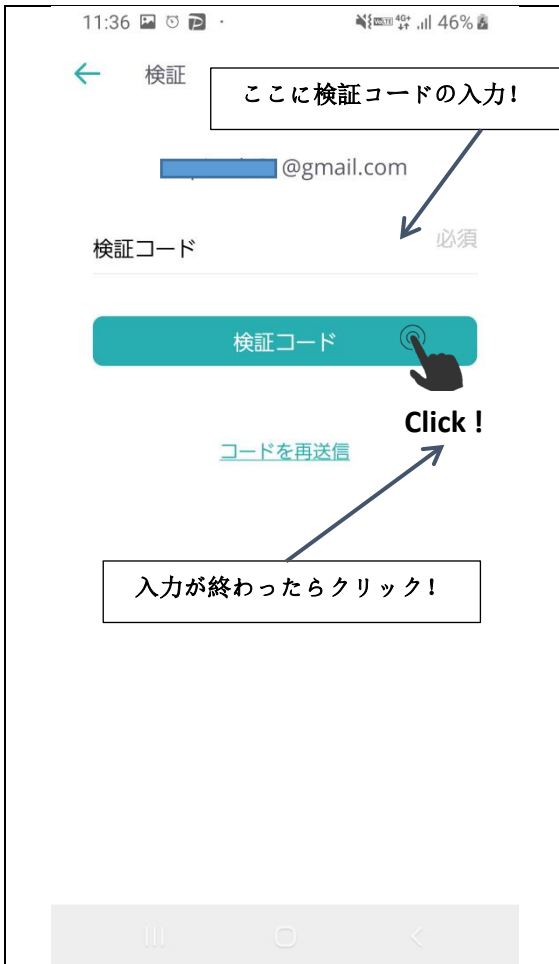 11:36
4G+
46%
検証
ここに検証コードの入力!
@gmail.com
検証コード
必須
検証コード
Click !
コードを再送信
入力が終わったらクリック!